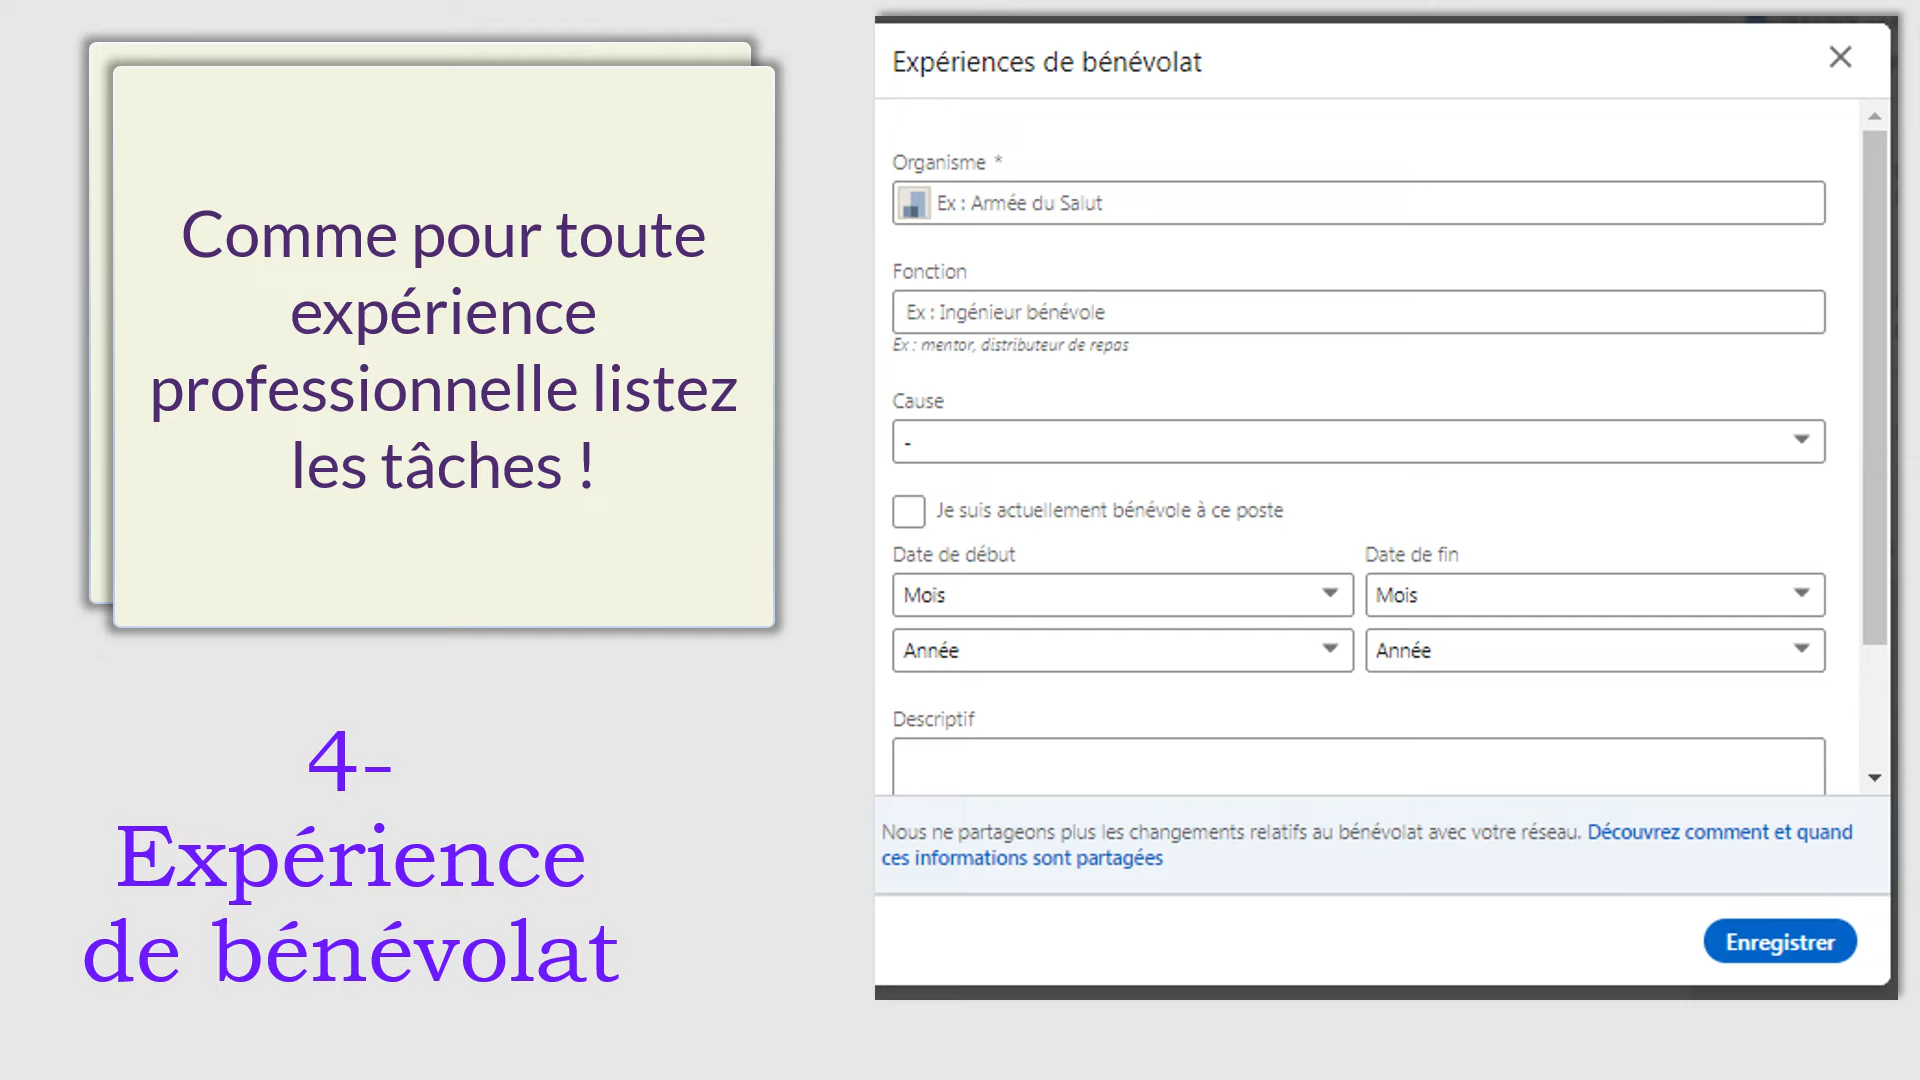 Comme pour toute
expérience
professionnelle listez
les tâches !
4-
Expérience
de bénévolat
Expériences de bénévolat
Organisme *
Ex : Armée du Salut
Fonction
Ex : Ingénieur bénévole
Ex : mentor, distributeur de repas
Cause
-
Je suis actuellement bénévole à ce poste
Date de début
Date de fin
Mois
Mois
Année
Année
Descriptif
Nous ne partageons plus les changements relatifs au bénévolat avec votre réseau. Découvrez comment et quand
ces informations sont partagées
Enregistrer